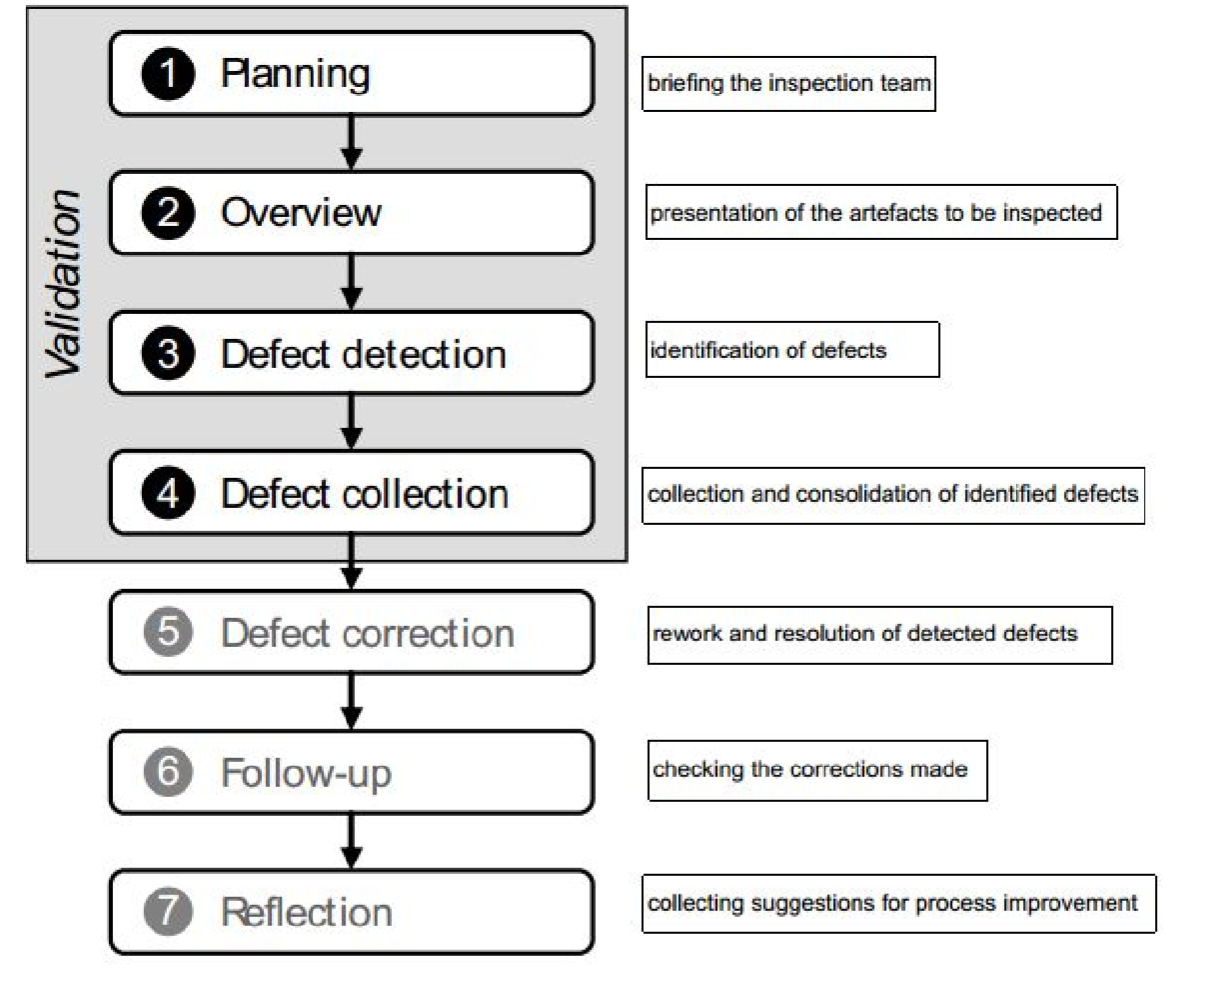 Validation
1 Planning
briefing the inspection team
2 Overview
presentation of the artefacts to be inspected
3 Defect detection
identification of defects
4 Defect collection
collection and consolidation of identified defects
5 Defect correction
rework and resolution of detected defects
6 Follow-up
checking the corrections made
7 Reflection
collecting suggestions for process improvement